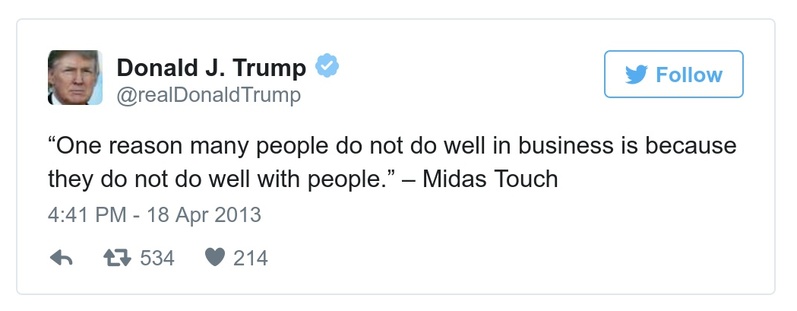 Donald J. Trump
@realDonaldTrump
Follow
“One reason many people do not do well in business is because
they do not do well with people.” – Midas Touch
4:41 PM - 18 Apr 2013
534 214